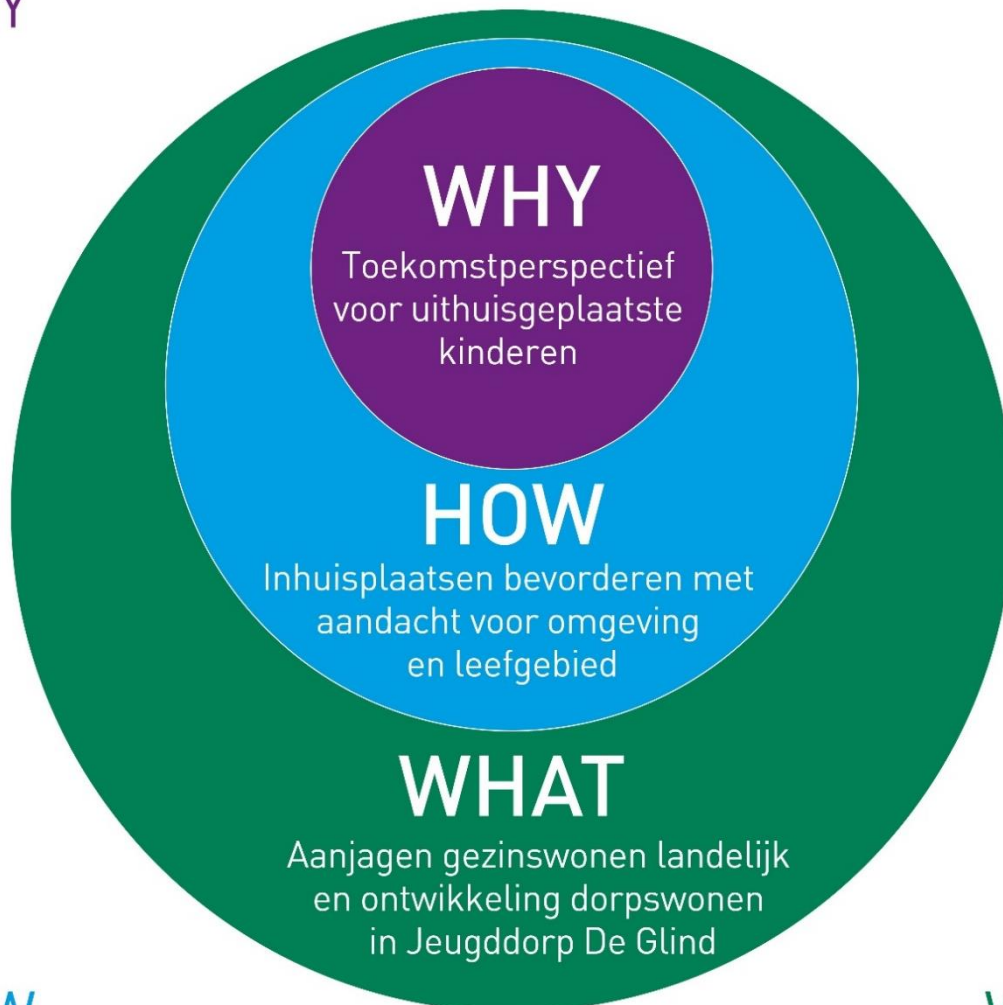 Y
WHY
Toekomstperspectief
voor uithuisgeplaatste
kinderen
HOW
Inhuisplaatsen bevorderen met
aandacht voor omgeving
en leefgebied
WHAT
Aanjagen gezinswonen landelijk
en ontwikkeling dorpswonen
in Jeugddorp De Glind